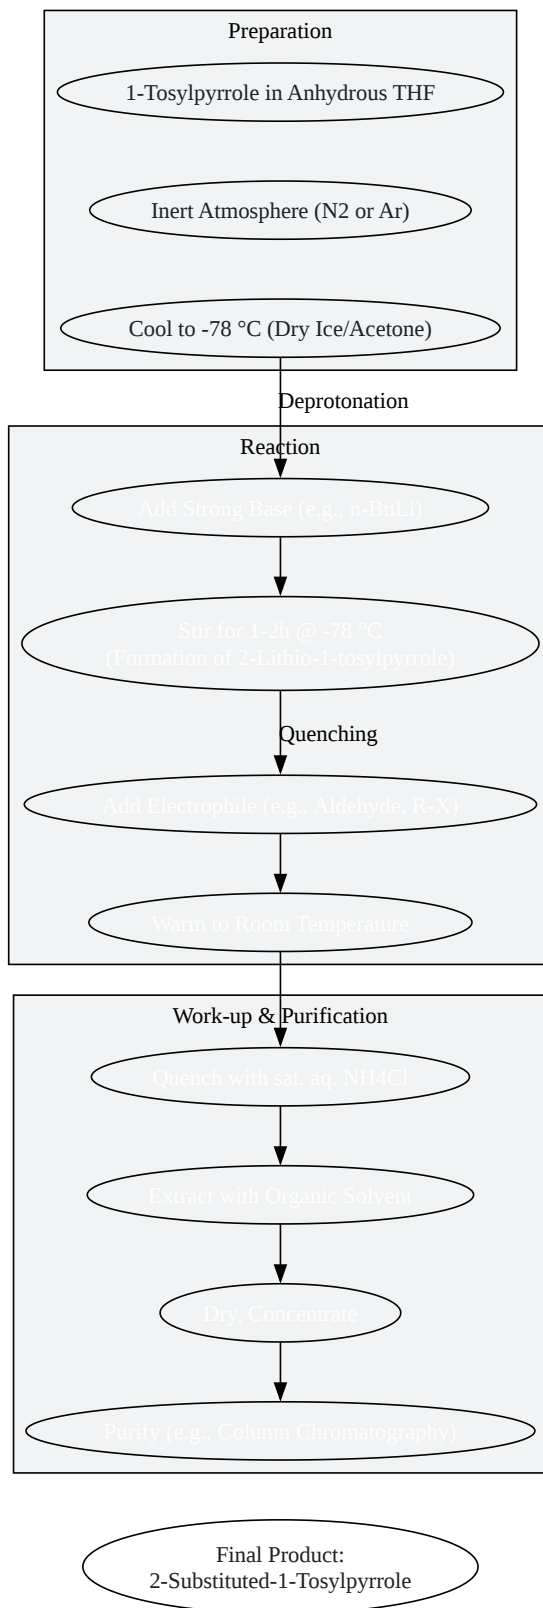 Preparation
1-Tosylpyrrole in Anhydrous THF
Inert Atmosphere (N2 or Ar)
Cool to -78 °C (Dry Ice/Acetone)
Deprotonation
Reaction
Add Strong Base (e.g., n-BuLi)
Stir for 1-2h @ -78 °C
(Formation of 2-Lithio-1-tosylpyrrole)
Quenching
Add Electrophile (e.g., Aldehyde, R-X)
Warm to Room Temperature
Work-up & Purification
Quench with sat. aq. NH4Cl
Extract with Organic Solvent
Dry, Concentrate
Purify (e.g., Column Chromatography)
Final Product:
2-Substituted-1-Tosylpyrrole